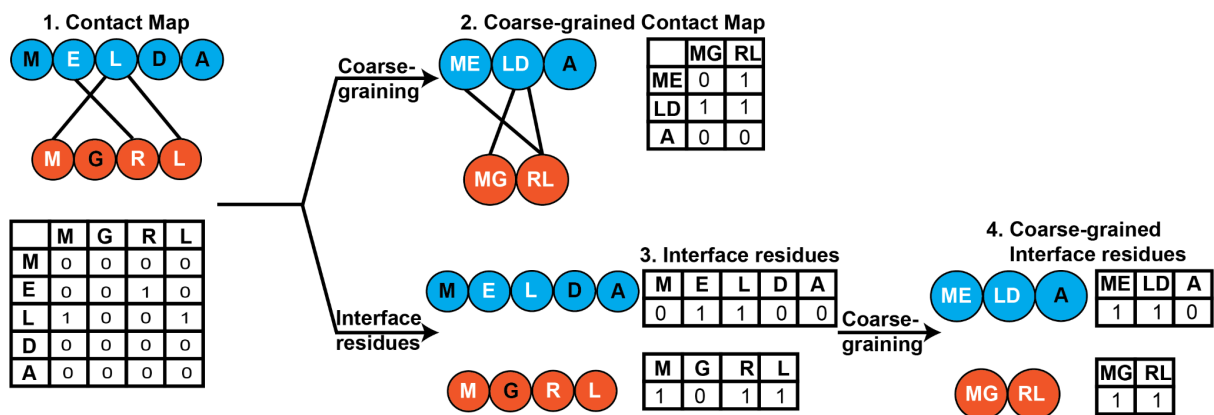 1. Contact Map
M E L D A
M G R L
M G R L
M 0 0 0 0
E 0 0 1 0
L 1 0 0 1
D 0 0 0 0
A 0 0 0 0
Coarse-
graining
2. Coarse-grained Contact Map
ME LD A
MG RL
MG RL
ME 0 1
LD 1 1
A 0 0
Interface
residues
3. Interface residues
M E L D A
M E L D A
0 1 1 0 0
M G R L
M G R L
1 0 1 1
Coarse-
graining
4. Coarse-grained
Interface residues
ME LD A
ME LD A
1 1 0
MG RL
MG RL
1 1